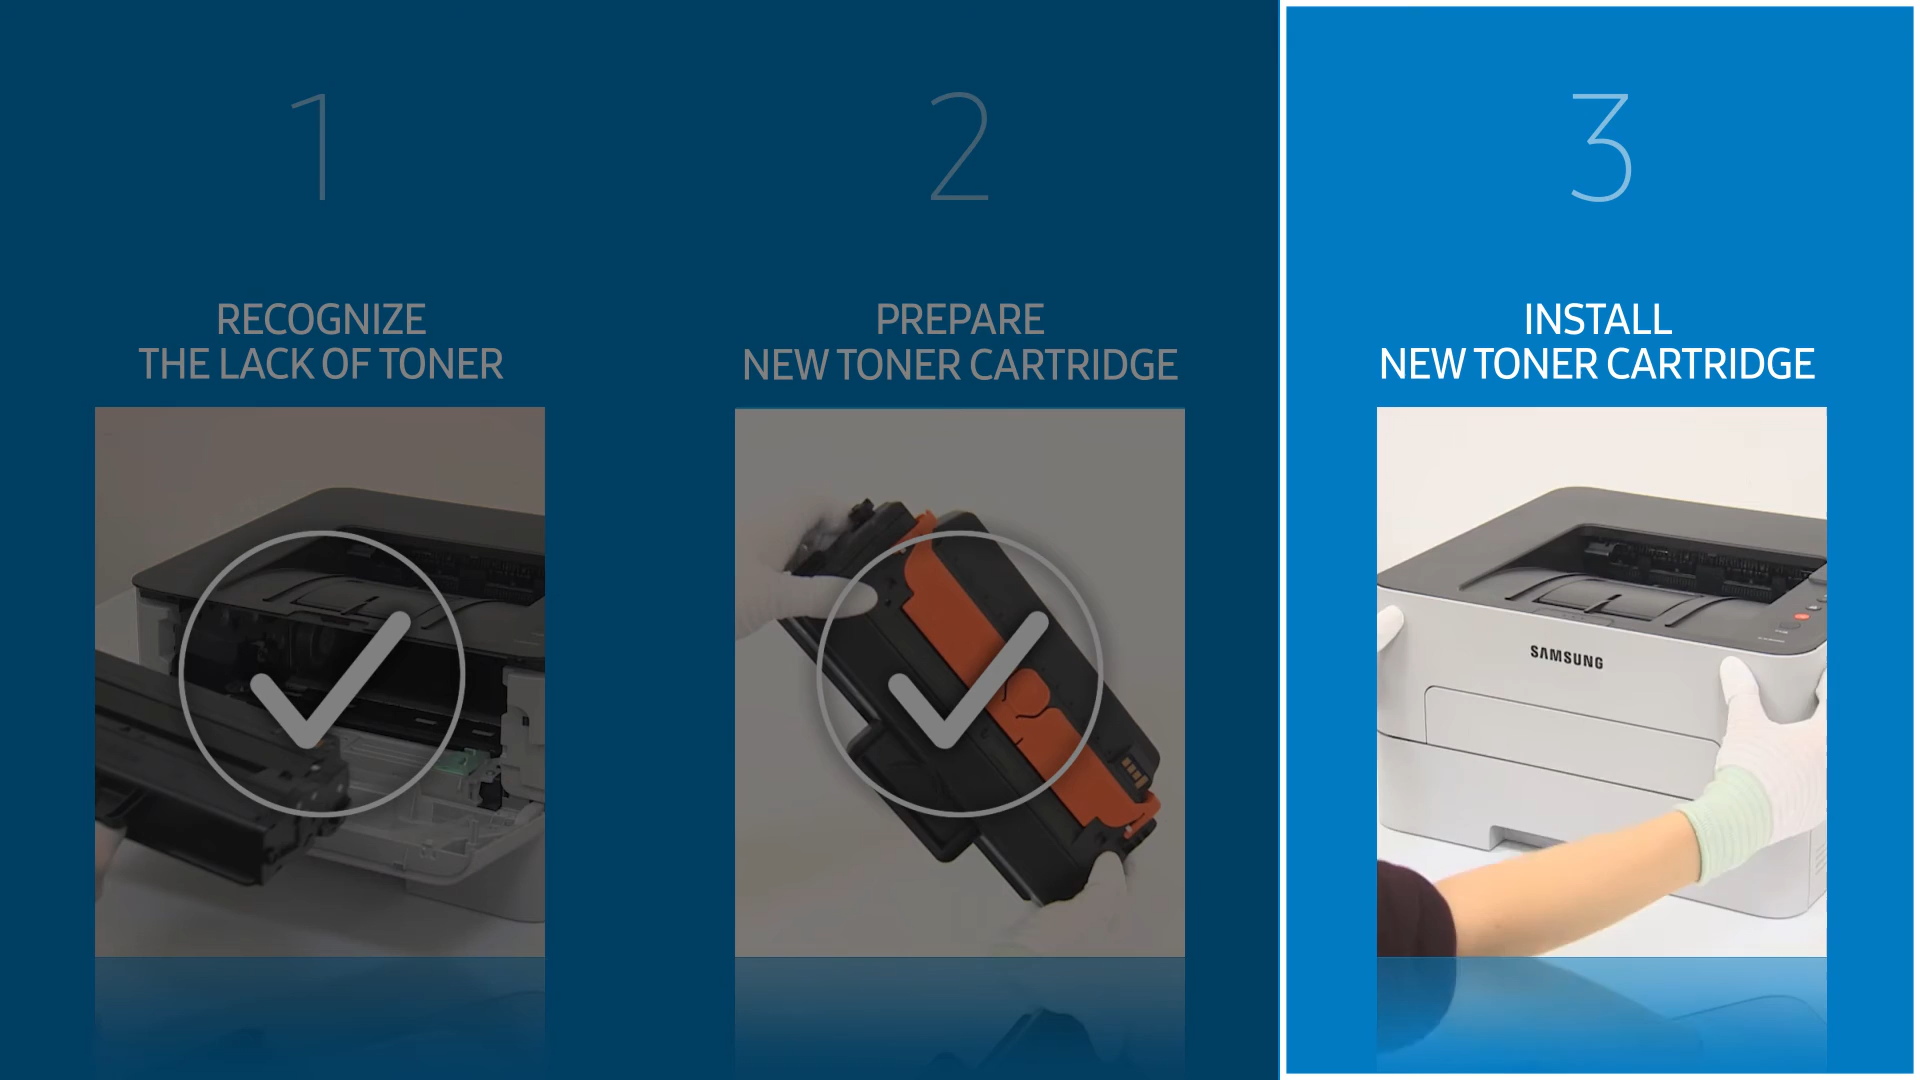 1
RECOGNIZE
THE LACK OF TONER
2
PREPARE
NEW TONER CARTRIDGE
3
INSTALL
NEW TONER CARTRIDGE
SAMSUNG